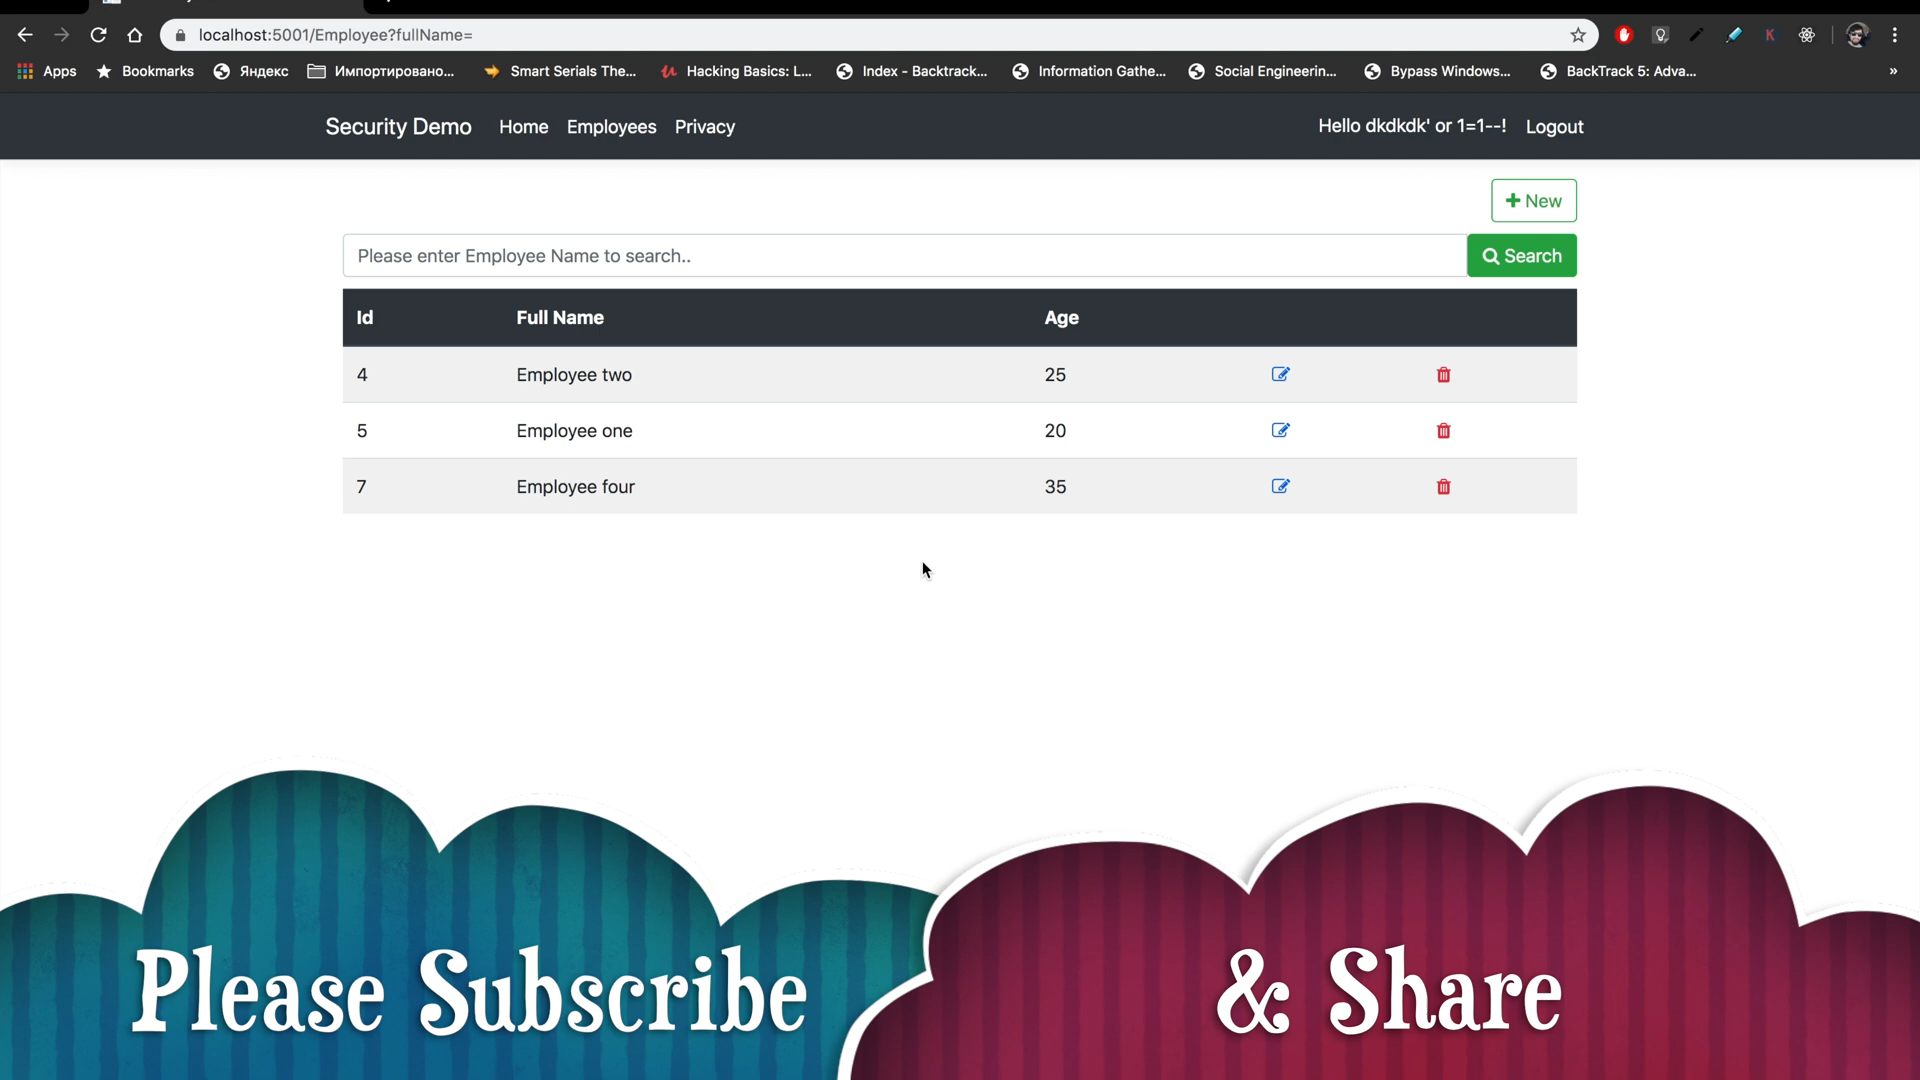 localhost:5001/Employee?fullName=
Apps Bookmarks Яндекс Импортировано... Smart Serials The... Hacking Basics: L... Index - Backtrack... Information Gathe... Social Engineerin... Bypass Windows... BackTrack 5: Adva... »
Security Demo Home Employees Privacy Hello dkdkdk' or 1=1--! Logout
New
Please enter Employee Name to search.. Search
Id Full Name Age
4 Employee two 25
5 Employee one 20
7 Employee four 35
Please Subscribe & Share